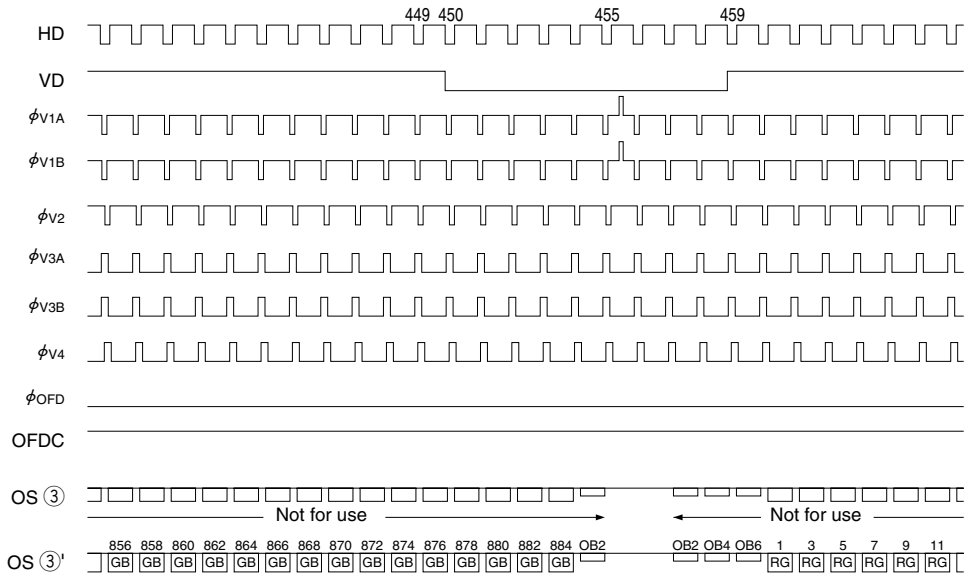 449 450 455 459
HD
VD
ϕV1A
ϕV1B
ϕV2
ϕV3A
ϕV3B
ϕV4
ϕOFD
OFDC
OS ③
Not for use Not for use
856 858 860 862 864 866 868 870 872 874 876 878 880 882 884 OB2 OB2 OB4 OB6 1 3 5 7 9 11
OS ③' GB GB GB GB GB GB GB GB GB GB GB GB GB GB GB RG RG RG RG RG RG